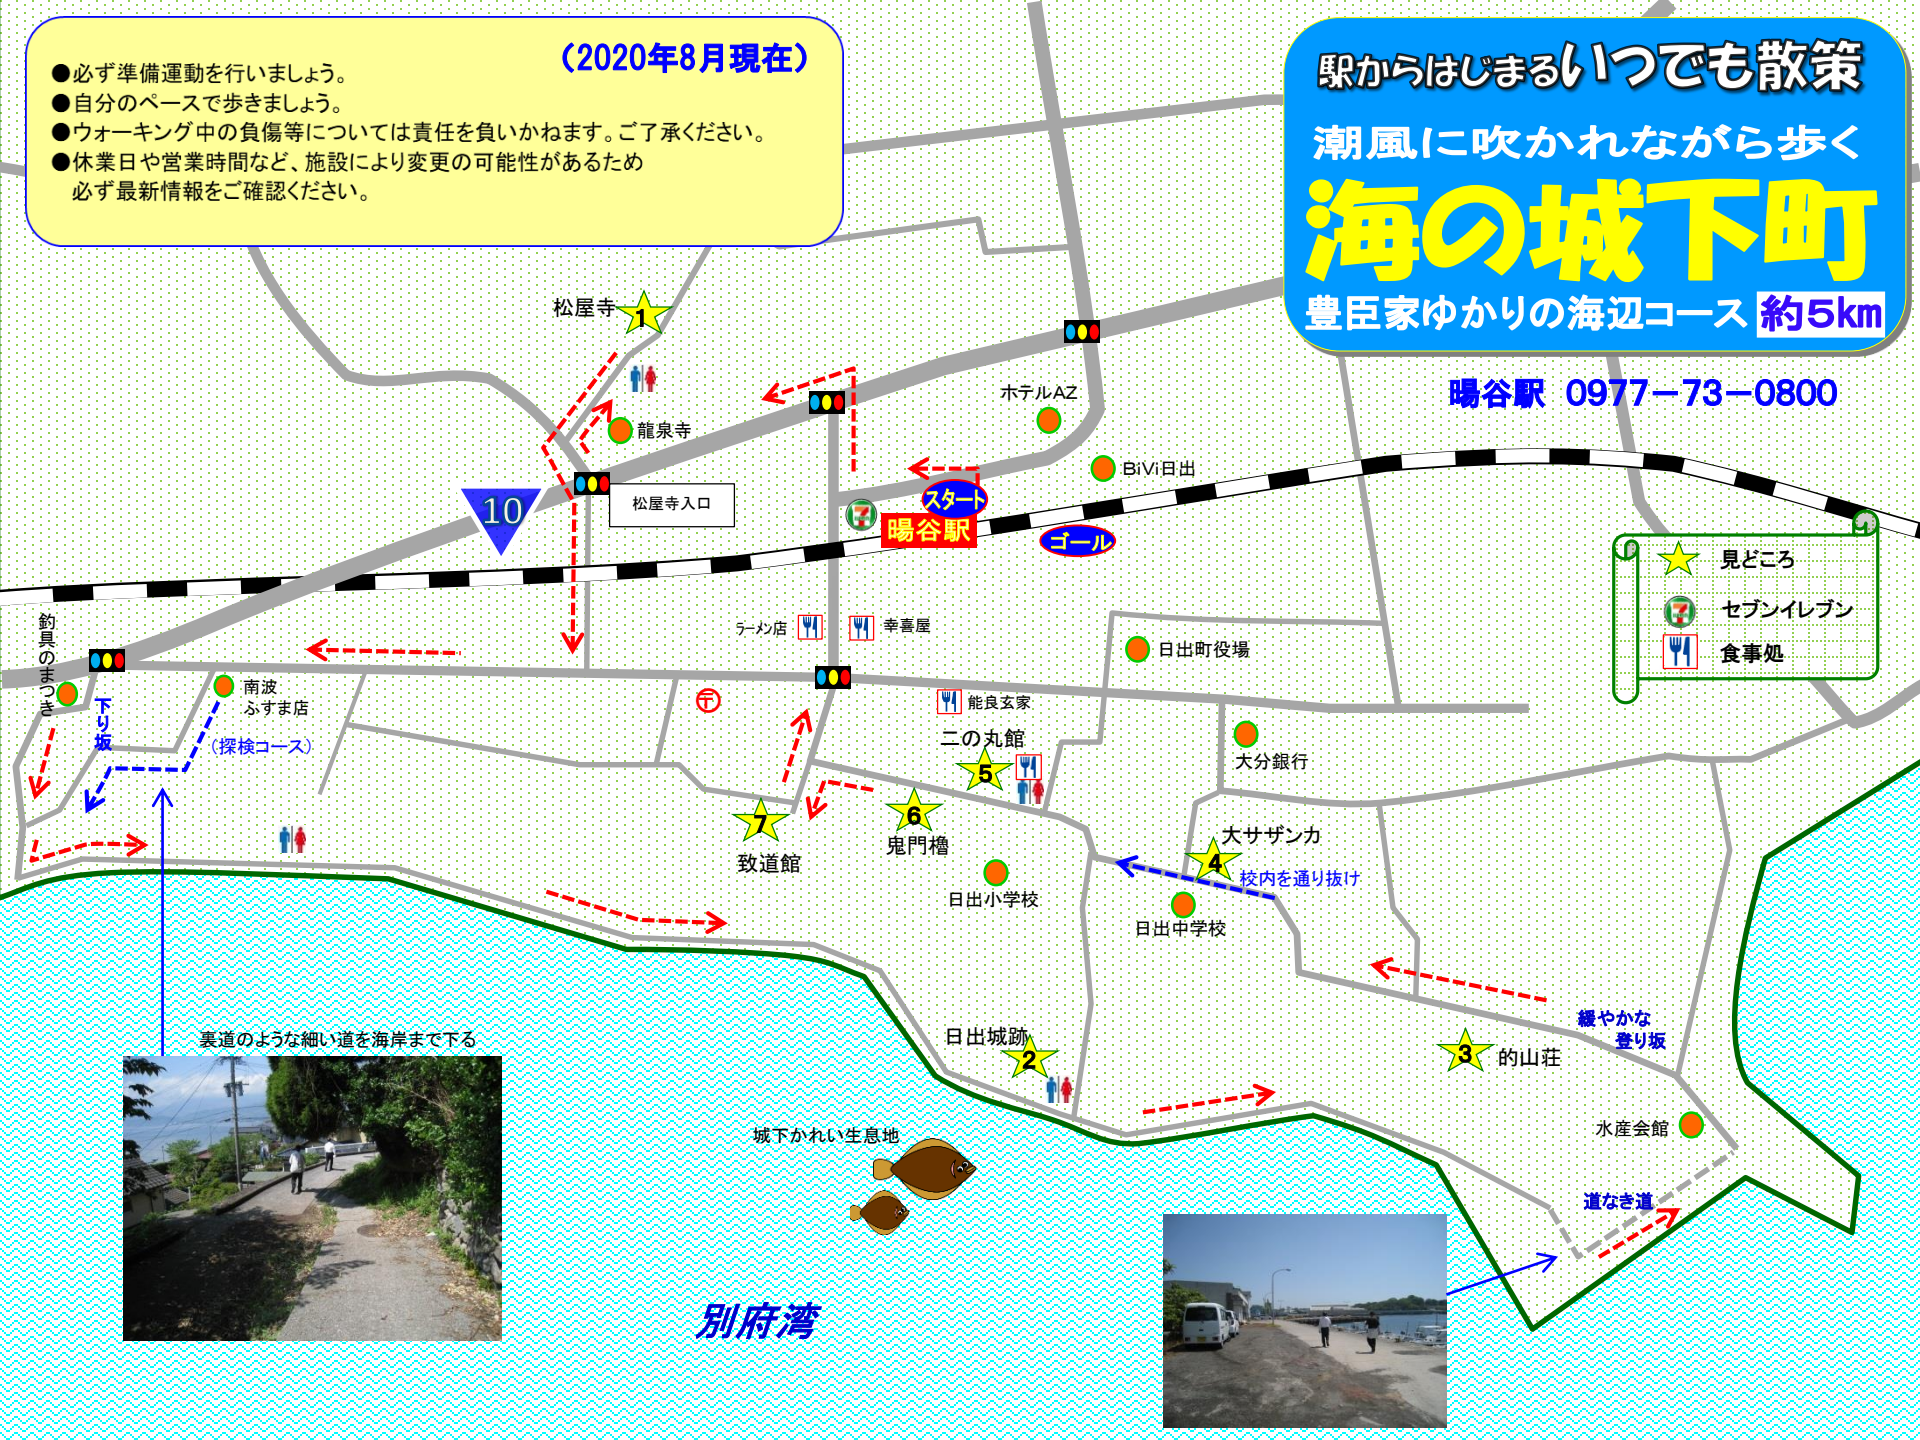 (2020年8月現在)
●必ず準備運動を行いましょう。
●自分のペースで歩きましょう。
●ウォーキング中の負傷等については責任を負いかねます。ご了承ください。
●休業日や営業時間など、施設により変更の可能性があるため
必ず最新情報をご確認ください。
駅からはじまるいつでも散策
潮風に吹かれながら歩く
海の城下町
豊臣家ゆかりの海辺コース 約5km
暘谷駅 0977－73－0800
松屋寺
1
龍泉寺
ホテルAZ
BiVi日出
10
松屋寺入口
スタート
暘谷駅
ゴール
7
見どころ
7
セブンイレブン
食事処
釣具のまつき
下り坂
南波
ふすま店
(探検コース)
ラーメン店
幸喜屋
〒
日出町役場
能良玄家
二の丸館
5
大分銀行
6
鬼門櫓
7
致道館
大サザンカ
4
校内を通り抜け
日出小学校
日出中学校
日出城跡
2
緩やかな
登り坂
3
的山荘
水産会館
道なき道
裏道のような細い道を海岸まで下る
城下かれい生息地
別府湾